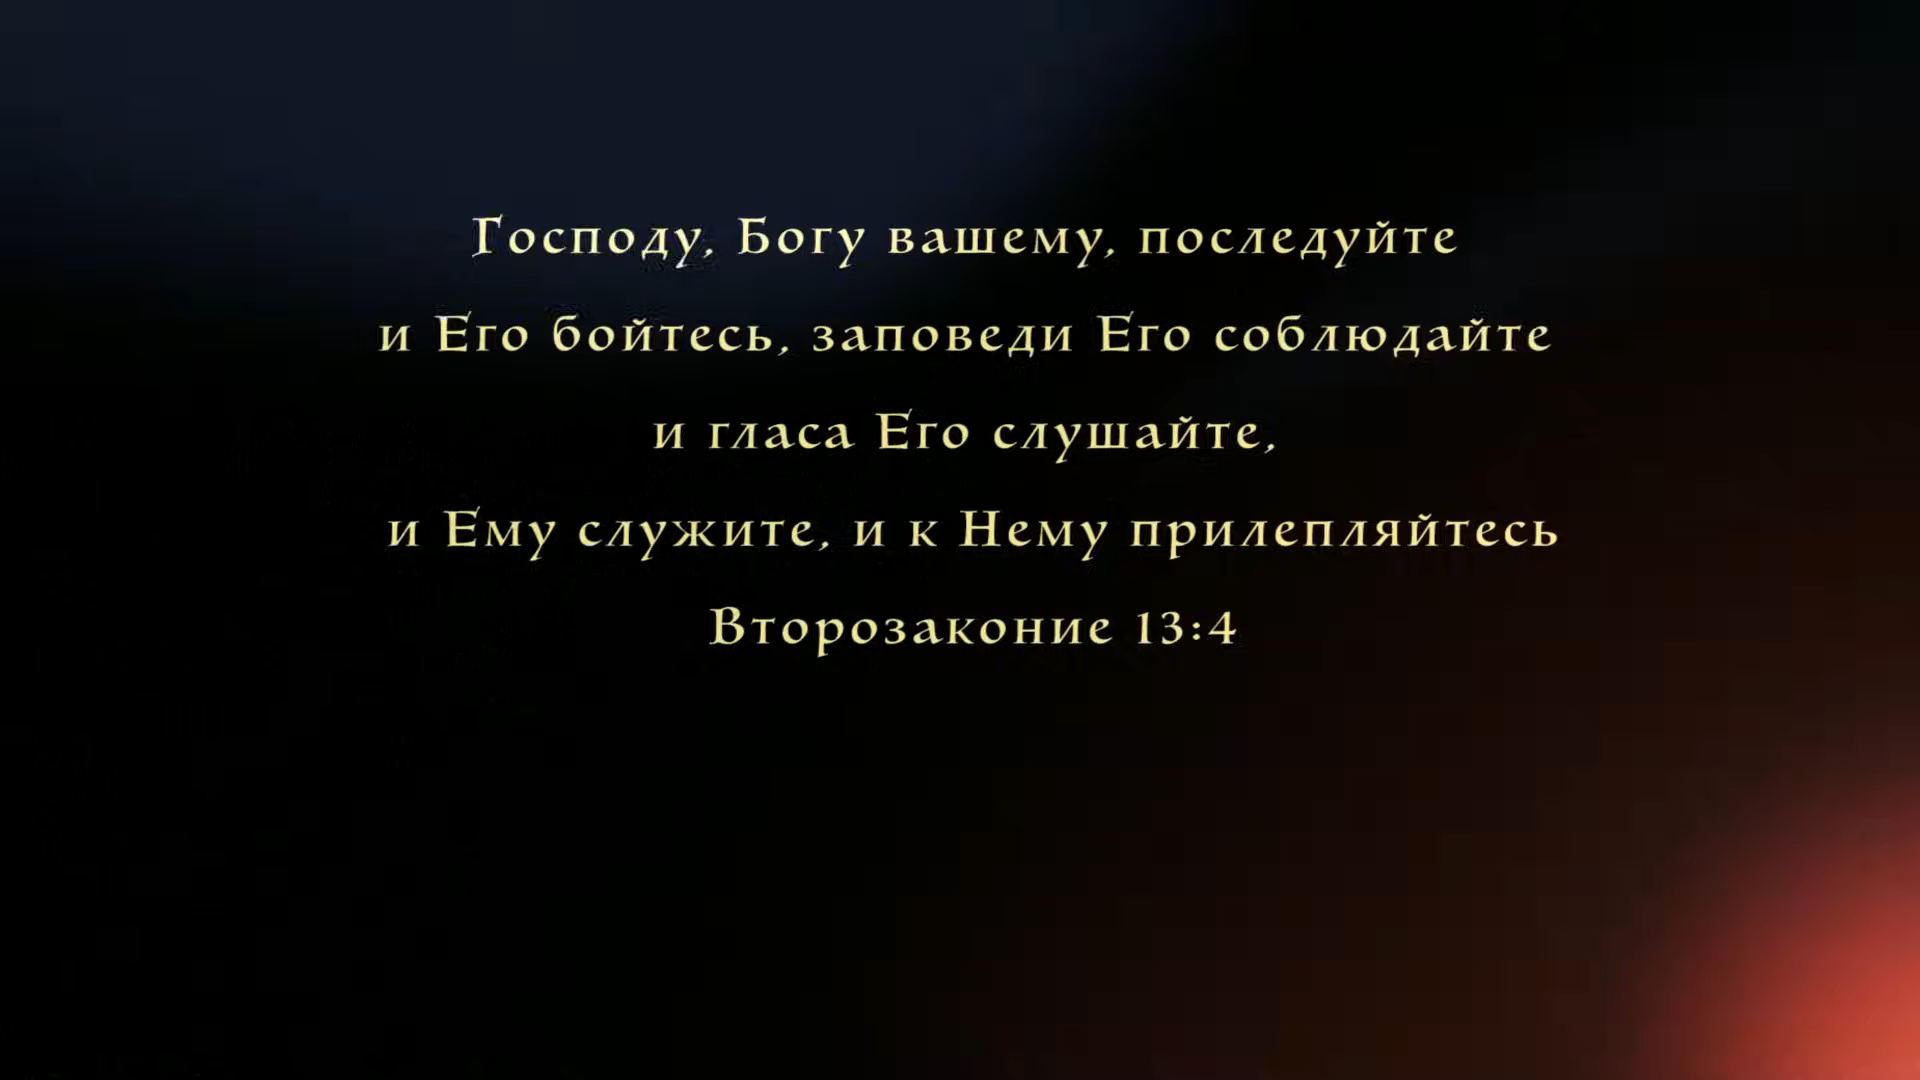 Господу, Богу вашему, последуйте
и Его бойтесь, заповеди Его соблюдайте
и гласа Его слушайте,
и Ему служите, и к Нему прилепляйтесь
Второзаконие 13:4